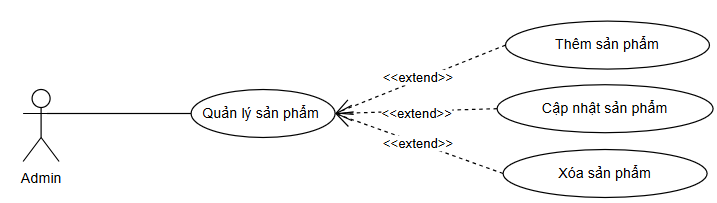 Thêm sản phẩm
<<extend>>
Quản lý sản phẩm
<<extend>>
Cập nhật sản phẩm
<<extend>>
Xóa sản phẩm
Admin